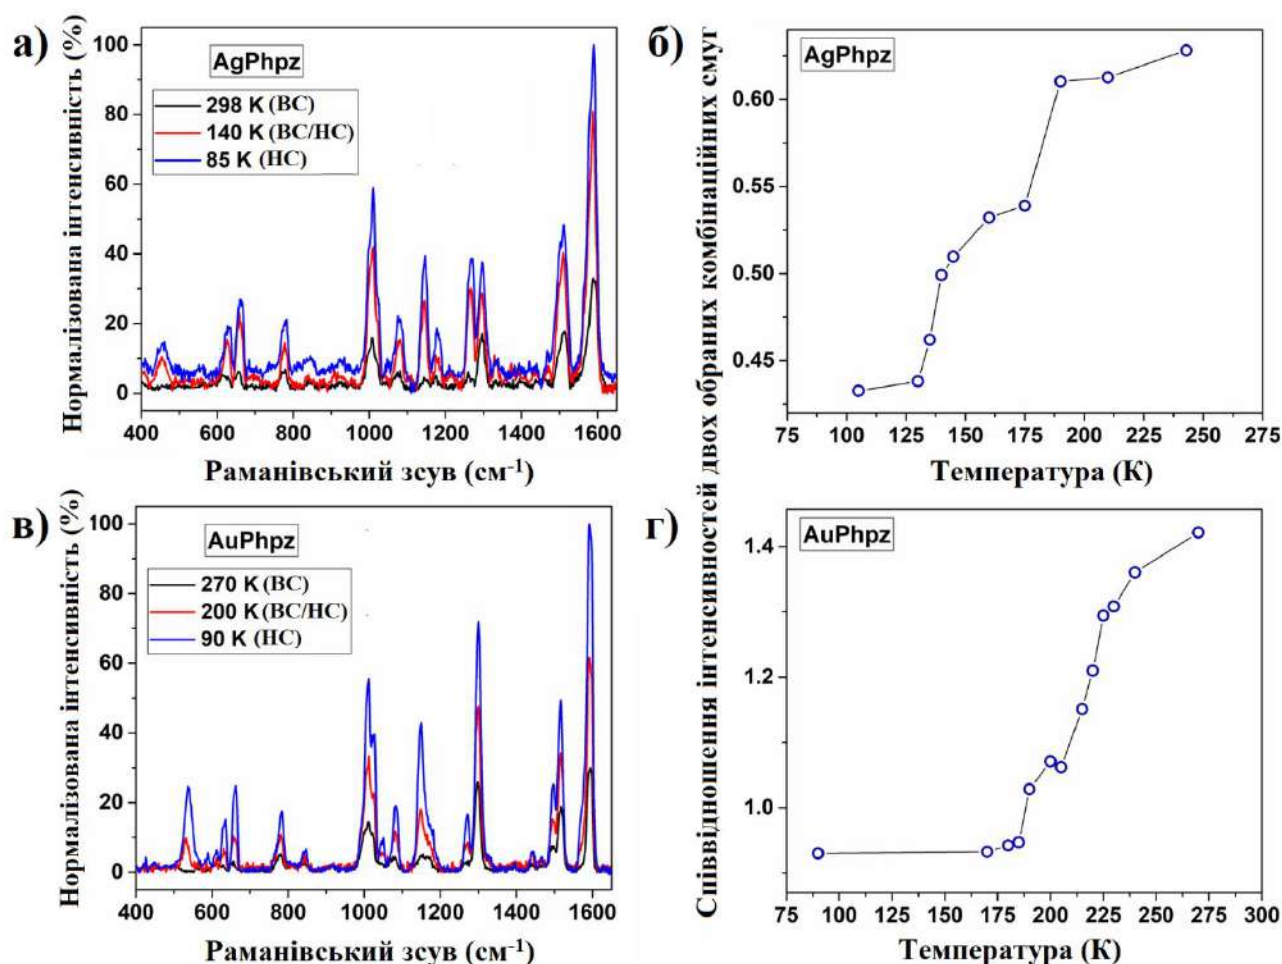 а)
Нормалізована інтенсивність (%)
AgPhpz
298 K (ВС)
140 K (ВС/НС)
85 K (НС)
100
80
60
40
20
0
400 600 800 1000 1200 1400 1600
Раманівський зсув (см⁻¹)
б)
AgPhpz
0.60
0.55
0.50
0.45
75 100 125 150 175 200 225 250 275
Температура (К)
Співвідношення інтенсивностей двох обраних комбінаційних смуг
в)
Нормалізована інтенсивність (%)
AuPhpz
270 K (ВС)
200 K (ВС/НС)
90 K (НС)
100
80
60
40
20
0
400 600 800 1000 1200 1400 1600
Раманівський зсув (см⁻¹)
г)
AuPhpz
1.4
1.2
1.0
75 100 125 150 175 200 225 250 275 300
Температура (К)